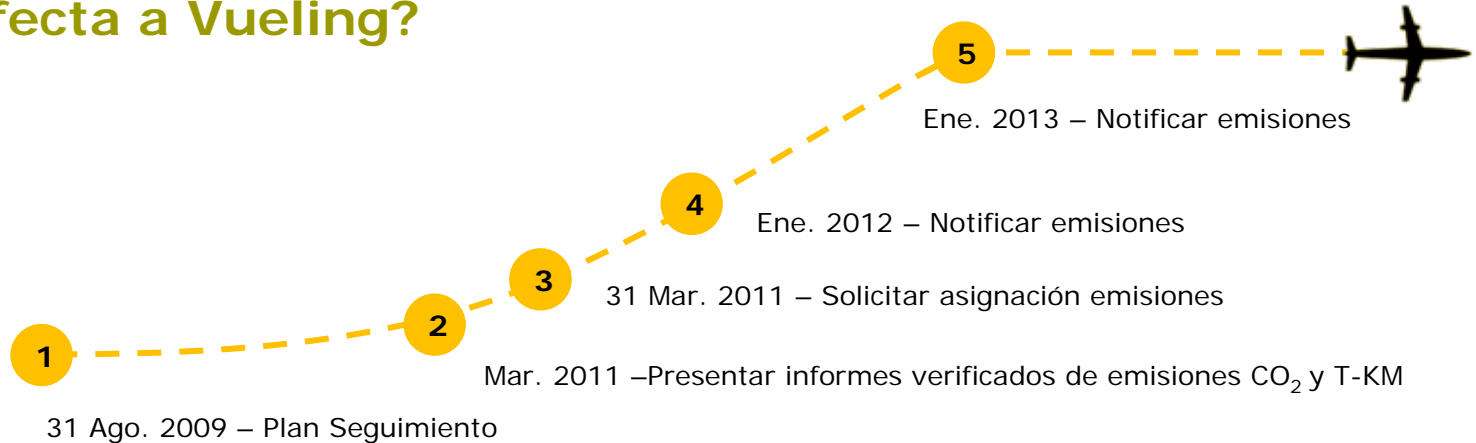 fecta a Vueling?
5
Ene. 2013 – Notificar emisiones
4
Ene. 2012 – Notificar emisiones
3
31 Mar. 2011 – Solicitar asignación emisiones
2
Mar. 2011 –Presentar informes verificados de emisiones CO₂ y T-KM
1
31 Ago. 2009 – Plan Seguimiento